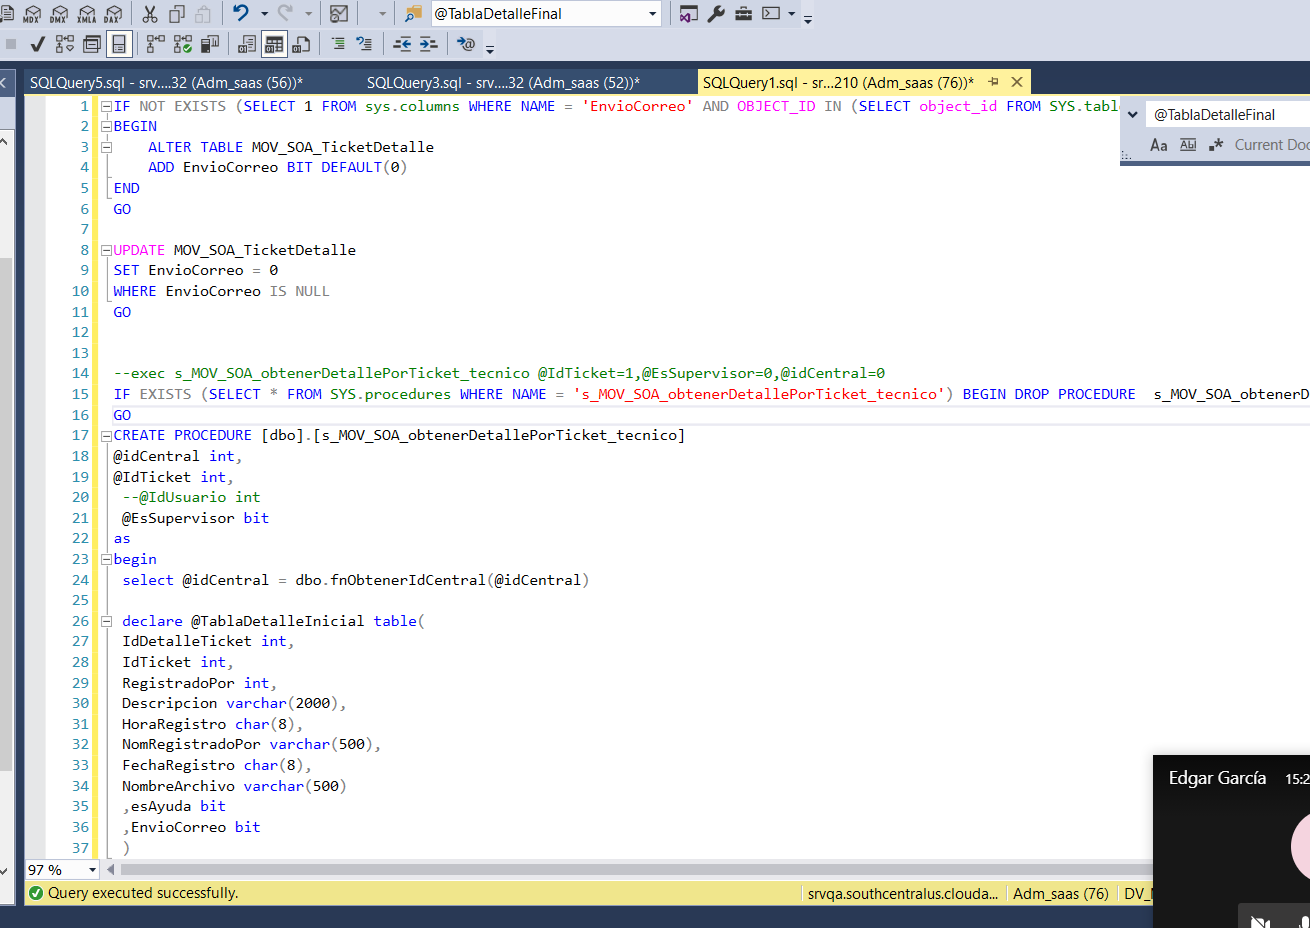 MDX DMX XMLA DAX @TablaDetalleFinal
SQLQuery5.sql - srv....32 (Adm_saas (56))* SQLQuery3.sql - srv....32 (Adm_saas (52))* SQLQuery1.sql - sr...210 (Adm_saas (76))*
@TablaDetalleFinal
Aa Current Doc
1 IF NOT EXISTS (SELECT 1 FROM sys.columns WHERE NAME = 'EnvioCorreo' AND OBJECT_ID IN (SELECT object_id FROM SYS.tabl
2 BEGIN
3 ALTER TABLE MOV_SOA_TicketDetalle
4 ADD EnvioCorreo BIT DEFAULT(0)
5 END
6 GO
7
8 UPDATE MOV_SOA_TicketDetalle
9 SET EnvioCorreo = 0
10 WHERE EnvioCorreo IS NULL
11 GO
12
13
14 --exec s_MOV_SOA_obtenerDetallePorTicket_tecnico @IdTicket=1,@EsSupervisor=0,@idCentral=0
15 IF EXISTS (SELECT * FROM SYS.procedures WHERE NAME = 's_MOV_SOA_obtenerDetallePorTicket_tecnico') BEGIN DROP PROCEDURE s_MOV_SOA_obtenerD
16 GO
17 CREATE PROCEDURE [dbo].[s_MOV_SOA_obtenerDetallePorTicket_tecnico]
18 @idCentral int,
19 @IdTicket int,
20 --@IdUsuario int
21 @EsSupervisor bit
22 as
23 begin
24 select @idCentral = dbo.fnObtenerIdCentral(@idCentral)
25
26 declare @TablaDetalleInicial table(
27 IdDetalleTicket int,
28 IdTicket int,
29 RegistradoPor int,
30 Descripcion varchar(2000),
31 HoraRegistro char(8),
32 NomRegistradoPor varchar(500),
33 FechaRegistro char(8),
34 NombreArchivo varchar(500)
35 ,esAyuda bit
36 ,EnvioCorreo bit
37 )
Edgar García 15:2
97 %
Query executed successfully. srvqa.southcentralus.clouda... Adm_saas (76) DV_